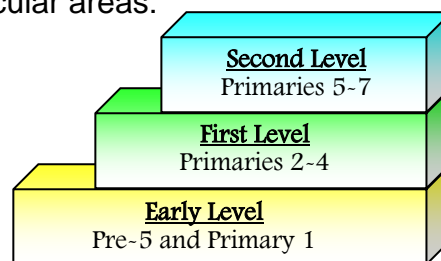 cular areas.
Second Level
Primaries 5-7
First Level
Primaries 2-4
Early Level
Pre-5 and Primary 1